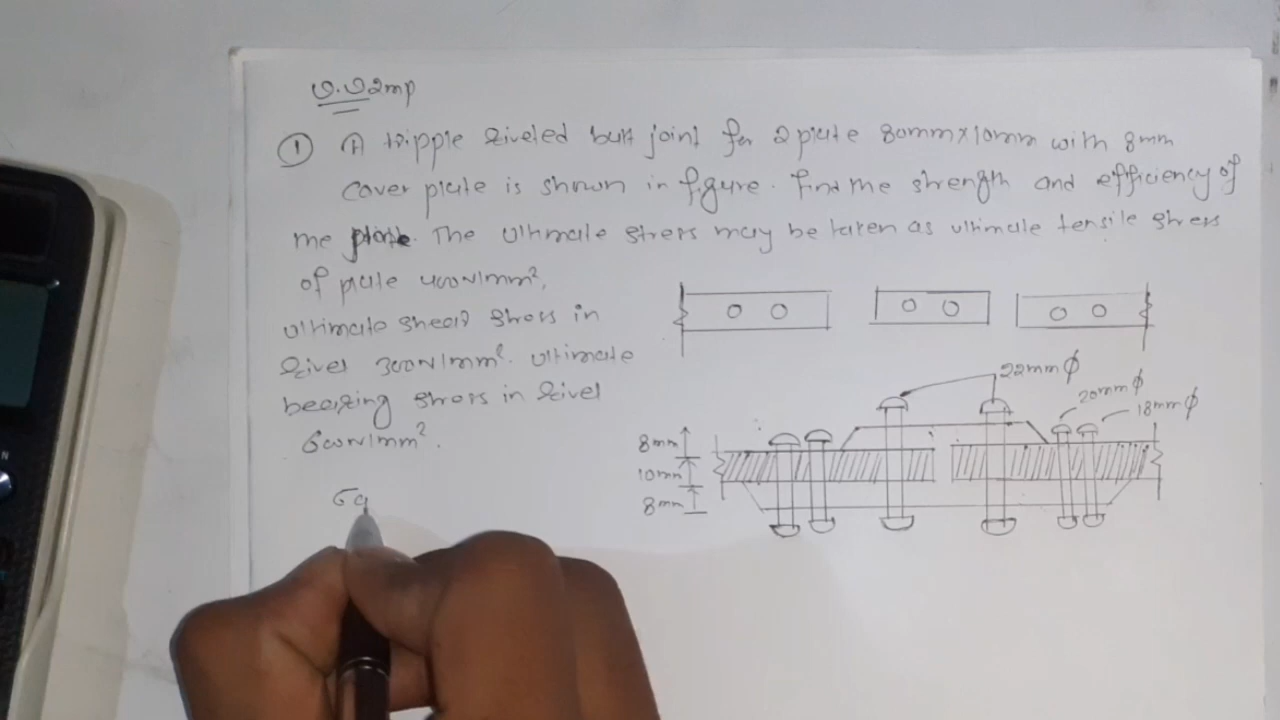 ① A tripple riveted butt joint for 2 plate 80mm×10mm with 8mm
cover plate is shown in figure. Find the strength and efficiency of
the plate. The ultimate stress may be taken as ultimate tensile stress
of plate 400N/mm²,
ultimate shear stress in
rivet 300N/mm². ultimate
bearing stress in rivet
600N/mm².
22mm ϕ
20mm ϕ
18mm ϕ
8mm
10mm
8mm